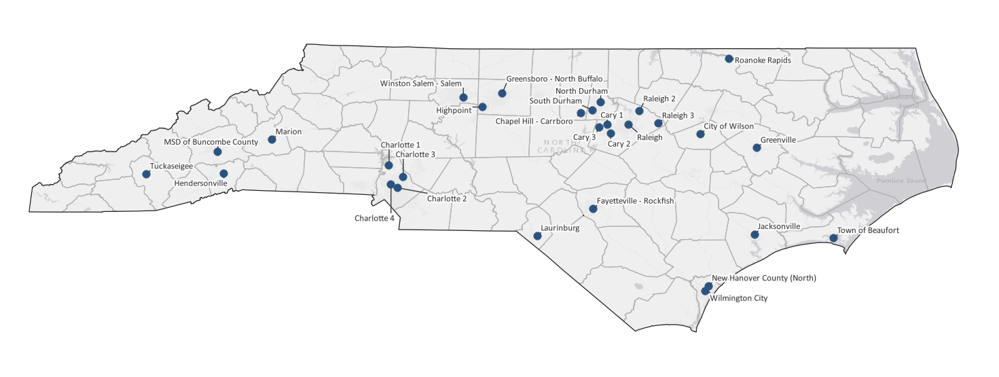 Roanoke Rapids
Greensboro - North Buffalo
Winston Salem - Salem
North Durham
Albemarle
Sound
South Durham
Raleigh 2
Highpoint
Cary 1
Raleigh 3
Chapel Hill - Carrboro
City of Wilson
Marion
Cary 3
Raleigh
Greenville
MSD of Buncombe County
NORTH
CAROLINA
Cary 2
Charlotte 1
Charlotte 3
Tuckaseigee
Hendersonville
Pamlico Sound
Charlotte 2
Fayetteville - Rockfish
Charlotte 4
Laurinburg
Jacksonville
Town of Beaufort
New Hanover County (North)
Wilmington City